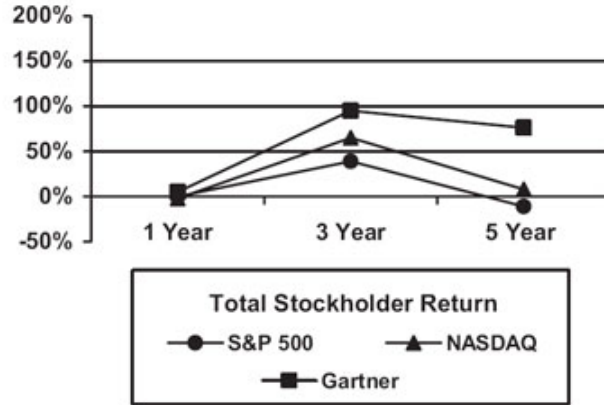 200%
150%
100%
50%
0%
-50%
1 Year 3 Year 5 Year
Total Stockholder Return
S&P 500 NASDAQ
Gartner